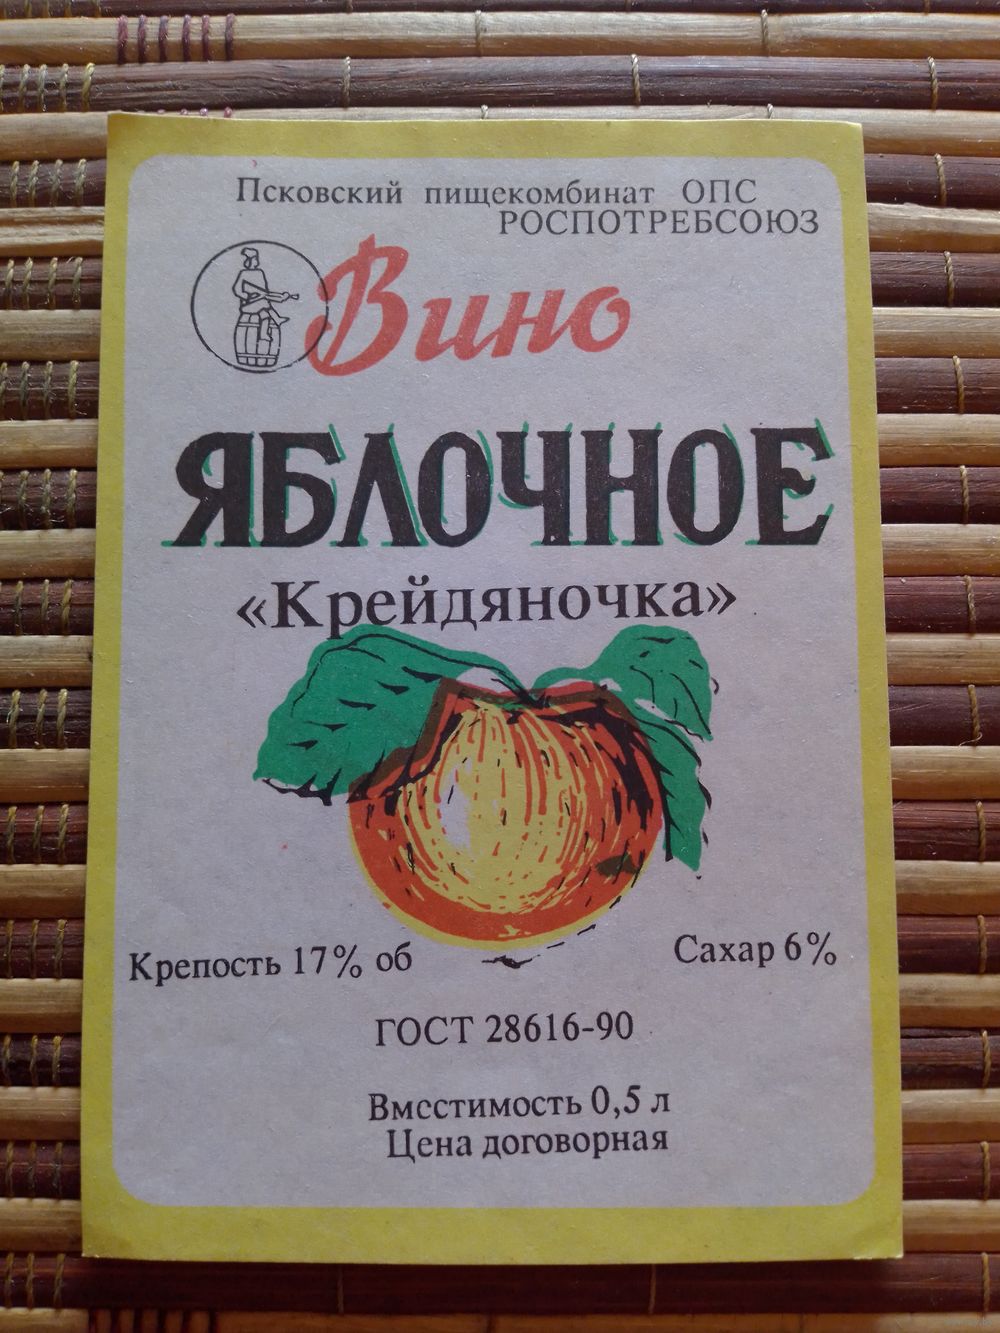 Псковский пищекомбинат ОПС
РОСПОТРЕБСОЮЗ
Вино
ЯБЛОЧНОЕ
«Крейдяночка»
Крепость 17% об
Сахар 6%
ГОСТ 28616-90
Вместимость 0,5 л
Цена договорная